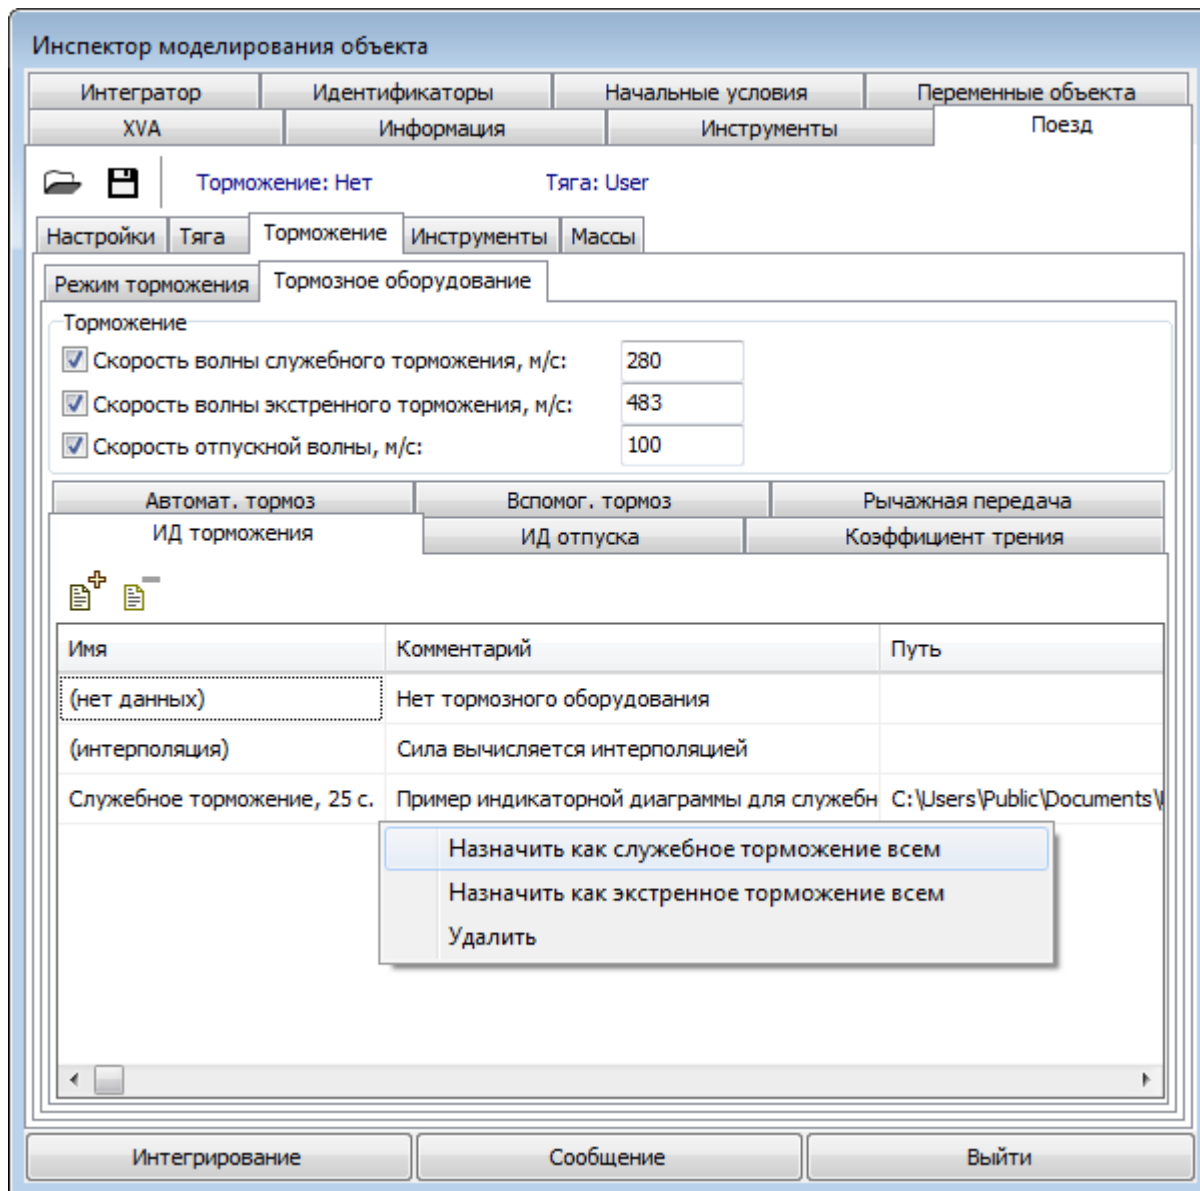 Инспектор моделирования объекта
Интегратор Идентификаторы Начальные условия Переменные объекта
XVA Информация Инструменты Поезд
Торможение: Нет Тяга: User
Настройки Тяга Торможение Инструменты Массы
Режим торможения Тормозное оборудование
Торможение
Скорость волны служебного торможения, м/с: 280
Скорость волны экстренного торможения, м/с: 483
Скорость отпускной волны, м/с: 100
Автомат. тормоз Вспомог. тормоз Рычажная передача
ИД торможения ИД отпуска Коэффициент трения
Имя Комментарий Путь
(нет данных) Нет тормозного оборудования
(интерполяция) Сила вычисляется интерполяцией
Служебное торможение, 25 с. Пример индикаторной диаграммы для служебн C:\Users\Public\Documents\
Назначить как служебное торможение всем
Назначить как экстренное торможение всем
Удалить
Интегрирование Сообщение Выйти